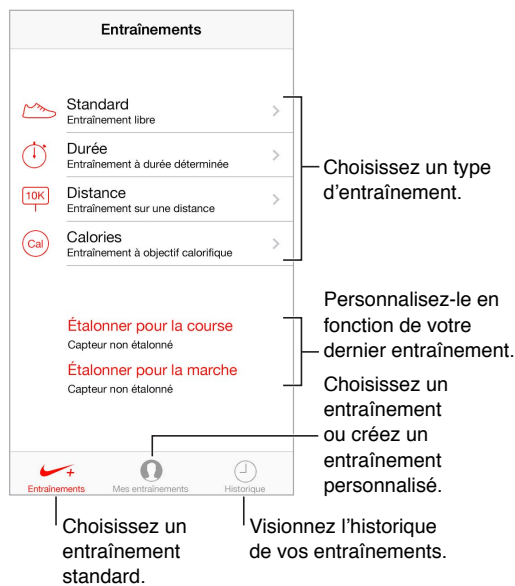 Entraînements
Standard
Entraînement libre
Durée
Entraînement à durée déterminée
10K
Distance
Entraînement sur une distance
Cal
Calories
Entraînement à objectif calorifique
Choisissez un type
d'entraînement.
Étalonner pour la course
Capteur non étalonné
Étalonner pour la marche
Capteur non étalonné
Personnalisez-le en
fonction de votre
dernier entraînement.
Choisissez un
entraînement
ou créez un
entraînement
personnalisé.
Entraînements
Mes entraînements
Historique
Choisissez un
entraînement
standard.
Visionnez l'historique
de vos entraînements.